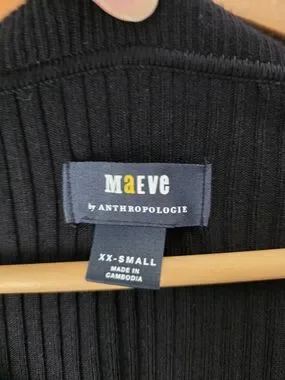 MaEVe
by ANTHROPOLOGIE
XX-SMALL
MADE IN
CAMBODIA